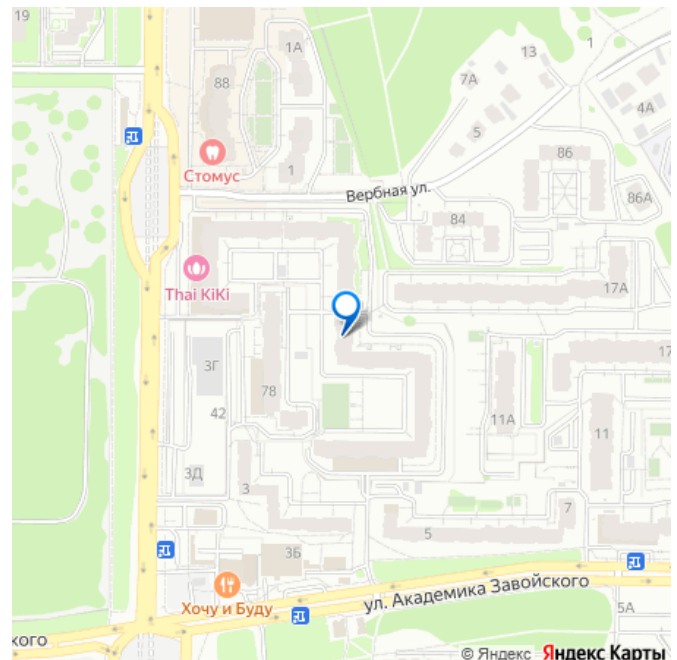 19
1А
13
1
88
7А
4А
5
Стомус
86
1
Вербная ул.
86А
84
Thai KiKi
17А
3Г
17
78
42
11А
11
3Д
3
7
5
3Б
Хочу и Буду
ул. Академика Завойского
5А
кого
© Яндекс Яндекс Карты